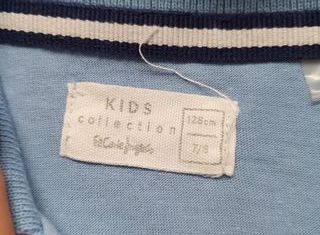 KIDS
collection
El Corte Inglés
128cm
7/8